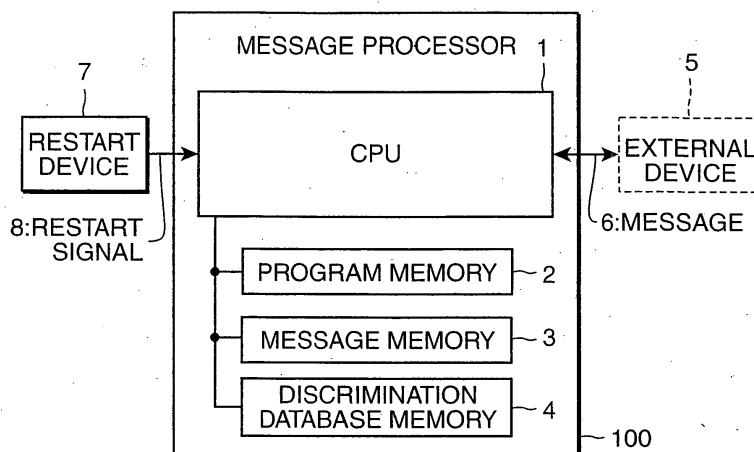 MESSAGE PROCESSOR
1
7
5
RESTART
DEVICE
CPU
EXTERNAL
DEVICE
8:RESTART
SIGNAL
6:MESSAGE
PROGRAM MEMORY
2
MESSAGE MEMORY
3
DISCRIMINATION
DATABASE MEMORY
4
100